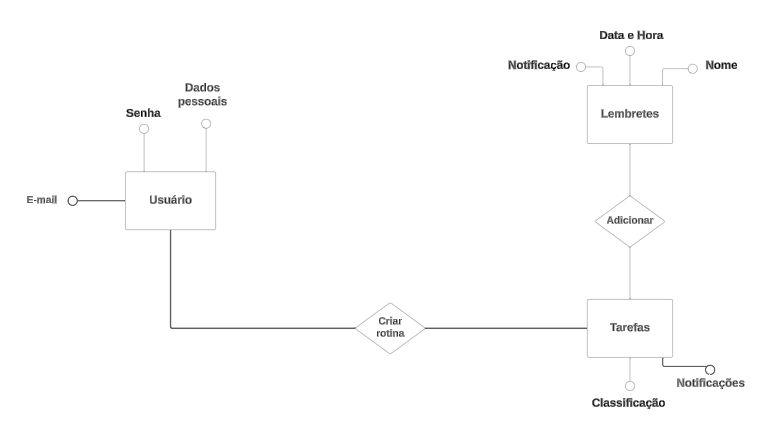 Data e Hora
Notificação
Nome
Dados
pessoais
Senha
Lembretes
E-mail
Usuário
Adicionar
Criar
rotina
Tarefas
Notificações
Classificação